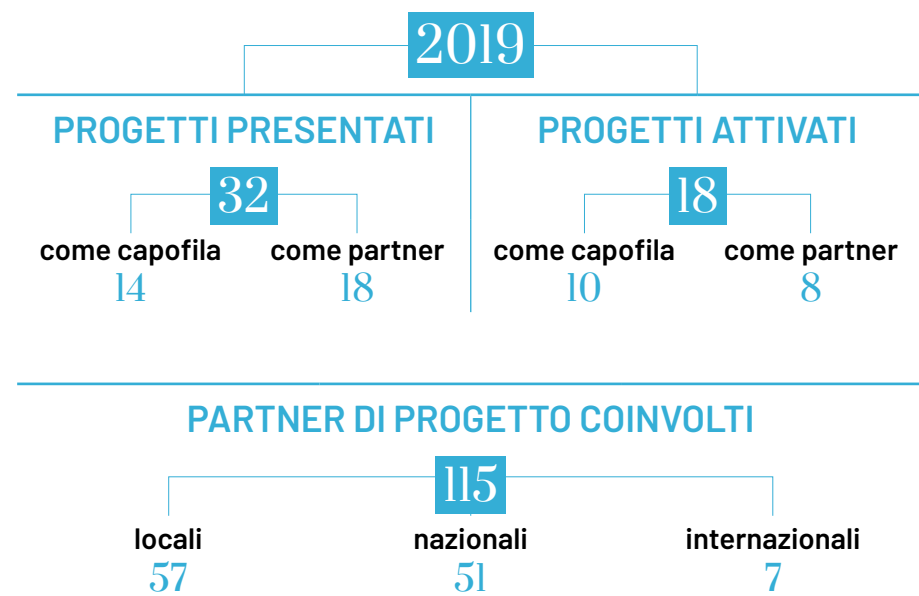 2019
PROGETTI PRESENTATI
32
come capofila come partner
14 18
PROGETTI ATTIVATI
18
come capofila come partner
10 8
PARTNER DI PROGETTO COINVOLTI
115
locali nazionali internazionali
57 51 7